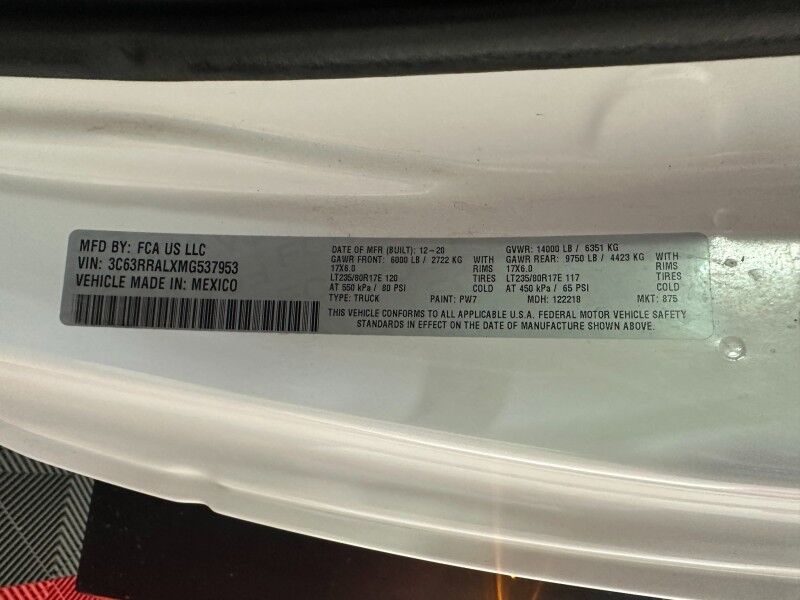 MFD BY: FCA US LLC
VIN: 3C63RRALXMG537953
VEHICLE MADE IN: MEXICO
DATE OF MFR (BUILT): 12-20
GAWR FRONT: 6000 LB / 2722 KG WITH
17X6.0 RIMS
LT235/80R17E 120 TIRES
AT 550 kPa / 80 PSI COLD
TYPE: TRUCK PAINT: PW7
GVWR: 14000 LB / 6351 KG
GAWR REAR: 9750 LB / 4423 KG WITH
17X6.0 RIMS
LT235/80R17E 117 TIRES
AT 450 kPa / 65 PSI COLD
MDH: 122218 MKT: 875
THIS VEHICLE CONFORMS TO ALL APPLICABLE U.S.A. FEDERAL MOTOR VEHICLE SAFETY
STANDARDS IN EFFECT ON THE DATE OF MANUFACTURE SHOWN ABOVE.